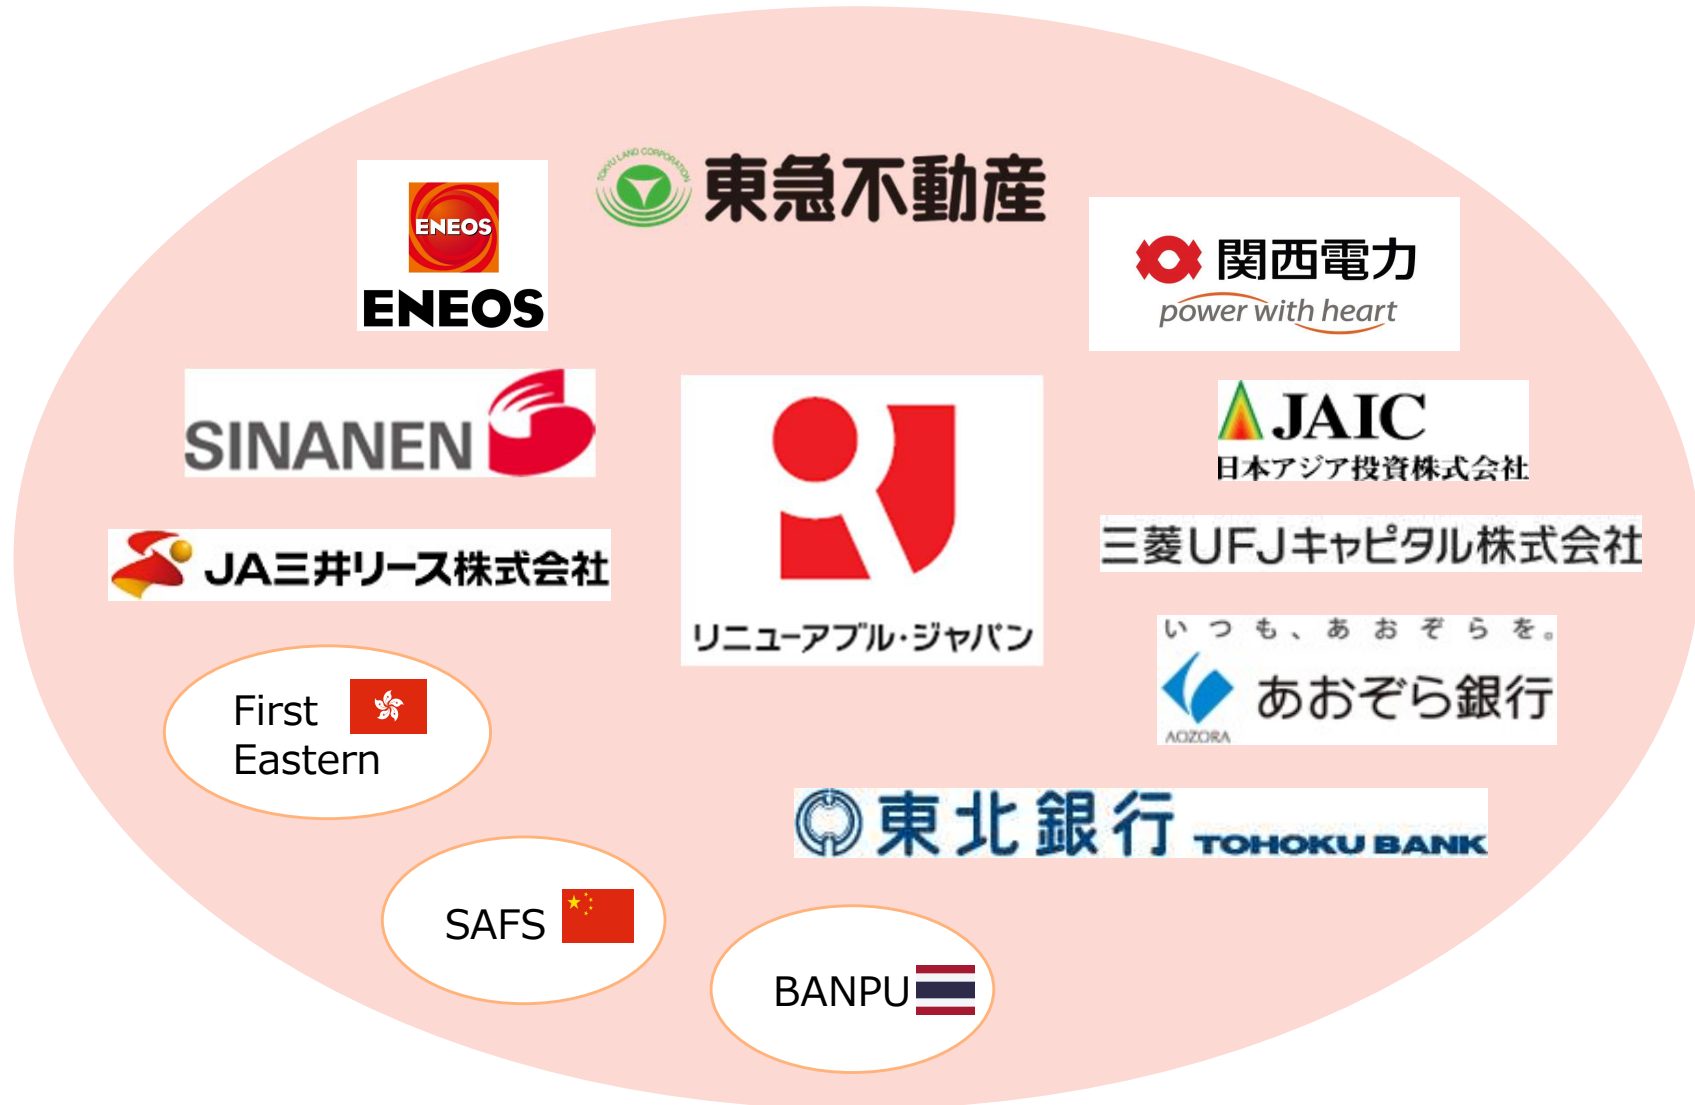 TOKYU LAND CORPORATION
東急不動産
ENEOS
ENEOS
関西電力
power with heart
SINANEN
JAIC
日本アジア投資株式会社
リニューアブル・ジャパン
JA三井リース株式会社
三菱UFJキャピタル株式会社
いつも、あおぞらを。
あおぞら銀行
AOZORA
First
Eastern
東北銀行 TOHOKU BANK
SAFS
BANPU